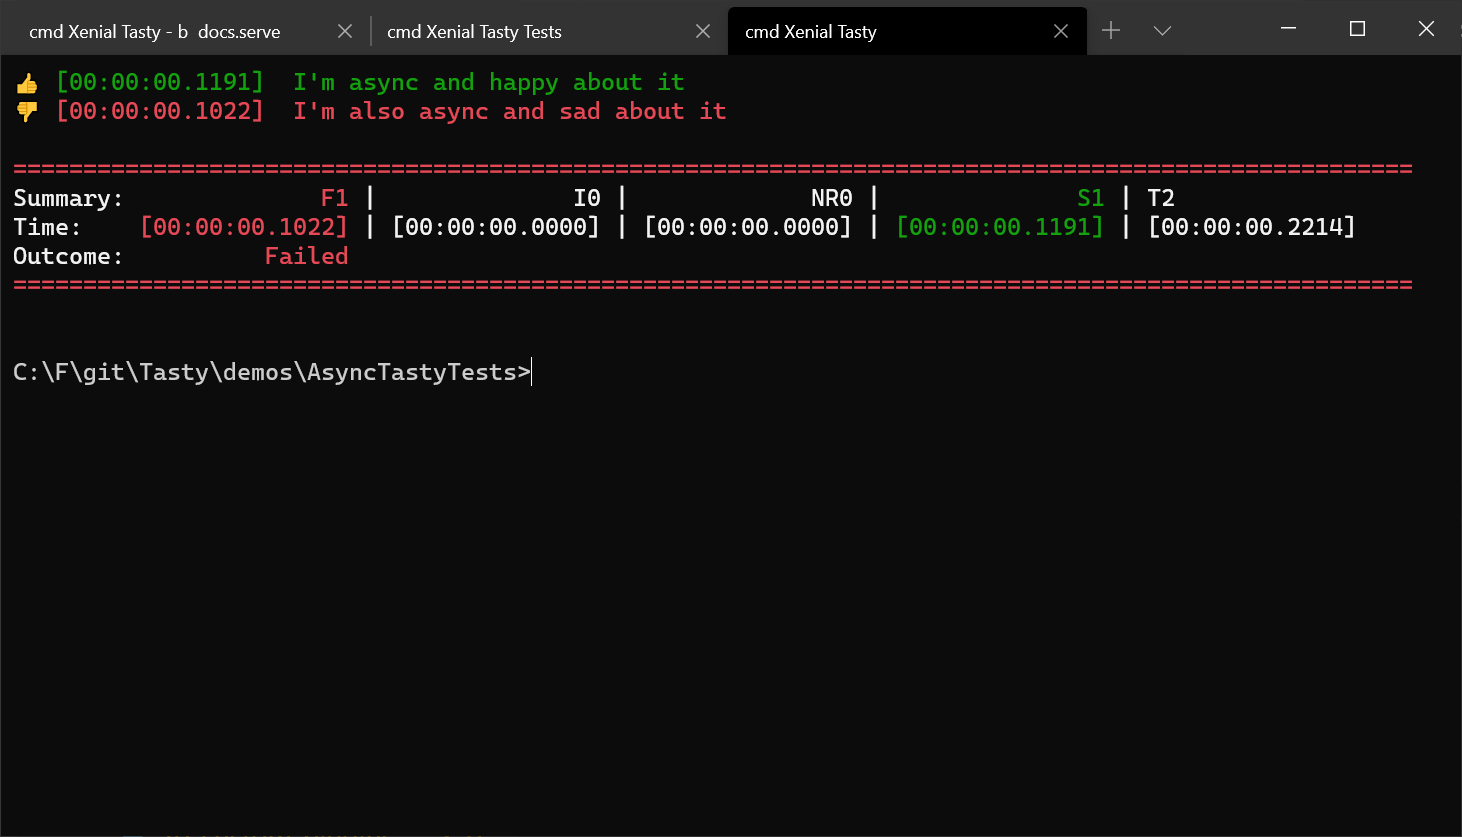 cmd Xenial Tasty - b  docs.serve
cmd Xenial Tasty Tests
cmd Xenial Tasty
👍 [00:00:00.1191]  I'm async and happy about it
👎 [00:00:00.1022]  I'm also async and sad about it
====================================================================================================
Summary:              F1 |              I0 |             NR0 |              S1 | T2
Time:    [00:00:00.1022] | [00:00:00.0000] | [00:00:00.0000] | [00:00:00.1191] | [00:00:00.2214]
Outcome:          Failed
====================================================================================================
C:\F\git\Tasty\demos\AsyncTastyTests>